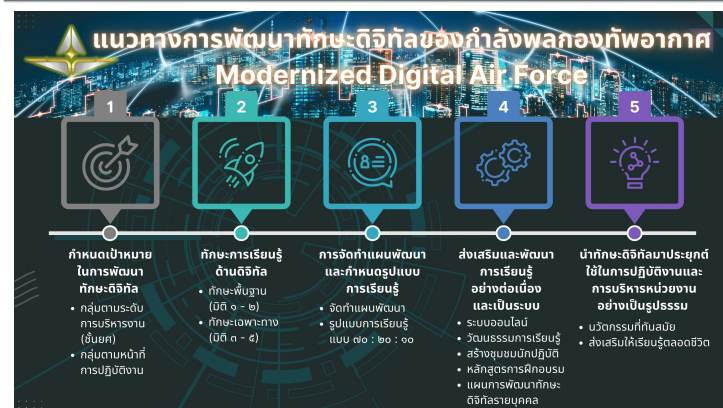 แนวทางการพัฒนาทักษะดิจิทัลของกำลังพลกองทัพอากาศ
Modernized Digital Air Force
1
2
3
4
5
กำหนดเป้าหมาย
ในการพัฒนา
ทักษะดิจิทัล
• กลุ่มตามระดับ
การบริหารงาน
(ชั้นยศ)
• กลุ่มตามหน้าที่
การปฏิบัติงาน
ทักษะการเรียนรู้
ด้านดิจิทัล
• ทักษะพื้นฐาน
(มิติ ๑ - ๒)
• ทักษะเฉพาะทาง
(มิติ ๓ - ๕)
การจัดทำแผนพัฒนา
และกำหนดรูปแบบ
การเรียนรู้
• จัดทำแผนพัฒนา
• รูปแบบการเรียนรู้
แบบ ๗๐ : ๒๐ : ๑๐
ส่งเสริมและพัฒนา
การเรียนรู้
อย่างต่อเนื่อง
และเป็นระบบ
• ระบบออนไลน์
• วัฒนธรรมการเรียนรู้
• สร้างชุมชนนักปฏิบัติ
• หลักสูตรการฝึกอบรม
• แผนการพัฒนาทักษะ
ดิจิทัลรายบุคคล
นำทักษะดิจิทัลมาประยุกต์
ใช้ในการปฏิบัติงานและ
การบริหารหน่วยงาน
อย่างเป็นรูปธรรม
• นวัตกรรมที่ทันสมัย
• ส่งเสริมให้เรียนรู้ตลอดชีวิต